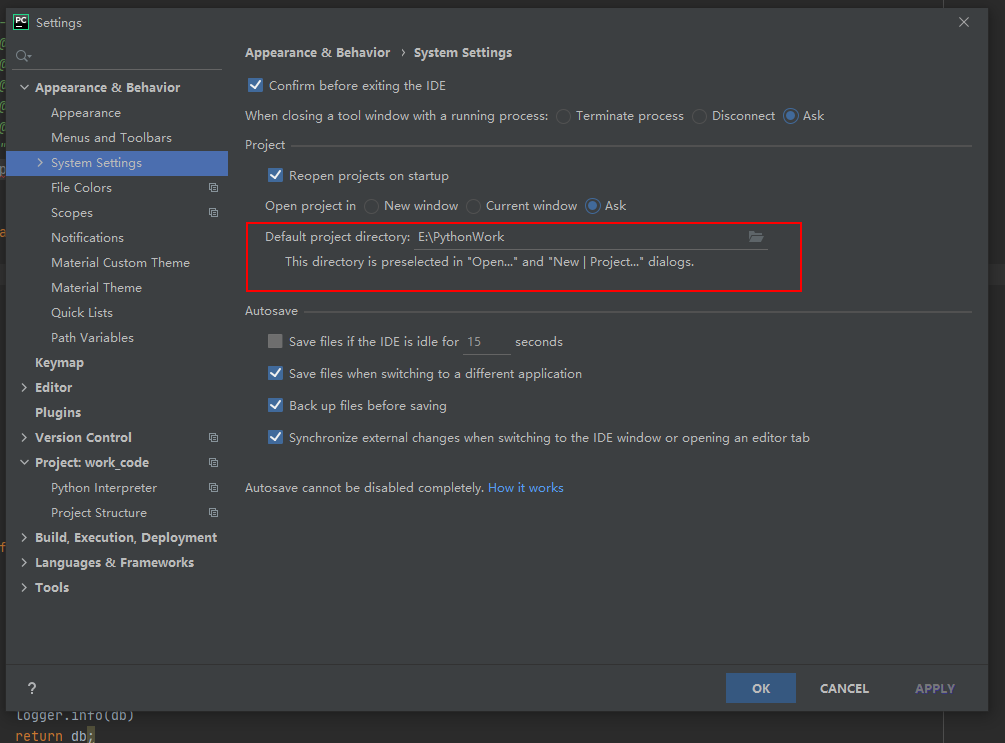 PC Settings
Appearance & Behavior
Appearance
Menus and Toolbars
System Settings
File Colors
Scopes
Notifications
Material Custom Theme
Material Theme
Quick Lists
Path Variables
Keymap
Editor
Plugins
Version Control
Project: work_code
Python Interpreter
Project Structure
Build, Execution, Deployment
Languages & Frameworks
Tools
Appearance & Behavior › System Settings
Confirm before exiting the IDE
When closing a tool window with a running process: Terminate process Disconnect Ask
Project
Reopen projects on startup
Open project in New window Current window Ask
Default project directory: E:\PythonWork
This directory is preselected in "Open..." and "New | Project..." dialogs.
Autosave
Save files if the IDE is idle for 15 seconds
Save files when switching to a different application
Back up files before saving
Synchronize external changes when switching to the IDE window or opening an editor tab
Autosave cannot be disabled completely. How it works
? OK CANCEL APPLY
logger.info(db)
return db;